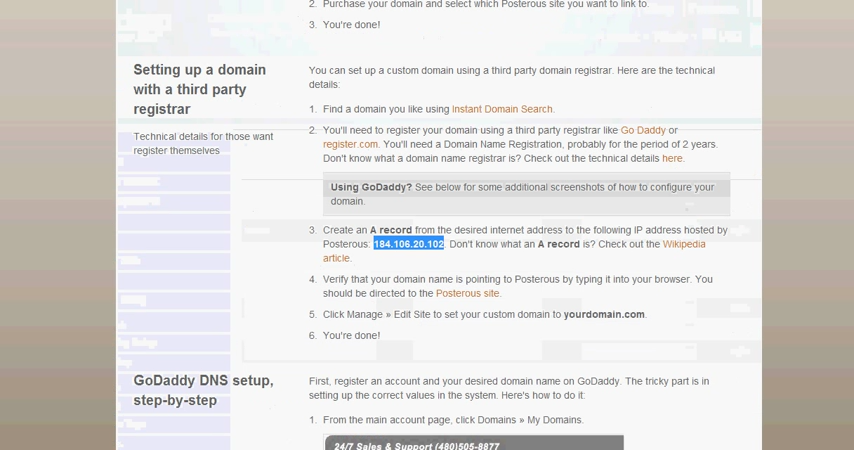 2. Purchase your domain and select which Posterous site you want to link to.
3. You're done!
Setting up a domain
with a third party
registrar
Technical details for those want
register themselves
You can set up a custom domain using a third party domain registrar. Here are the technical
details:
1. Find a domain you like using Instant Domain Search.
2. You'll need to register your domain using a third party registrar like Go Daddy or
register.com. You'll need a Domain Name Registration, probably for the period of 2 years.
Don't know what a domain name registrar is? Check out the technical details here.
Using GoDaddy? See below for some additional screenshots of how to configure your
domain.
3. Create an A record from the desired internet address to the following IP address hosted by
Posterous: 184.106.20.102. Don't know what an A record is? Check out the Wikipedia
article.
4. Verify that your domain name is pointing to Posterous by typing it into your browser. You
should be directed to the Posterous site.
5. Click Manage » Edit Site to set your custom domain to yourdomain.com.
6. You're done!
GoDaddy DNS setup,
step-by-step
First, register an account and your desired domain name on GoDaddy. The tricky part is in
setting up the correct values in the system. Here's how to do it:
1. From the main account page, click Domains » My Domains.
24/7 Sales & Support (480)505-8877